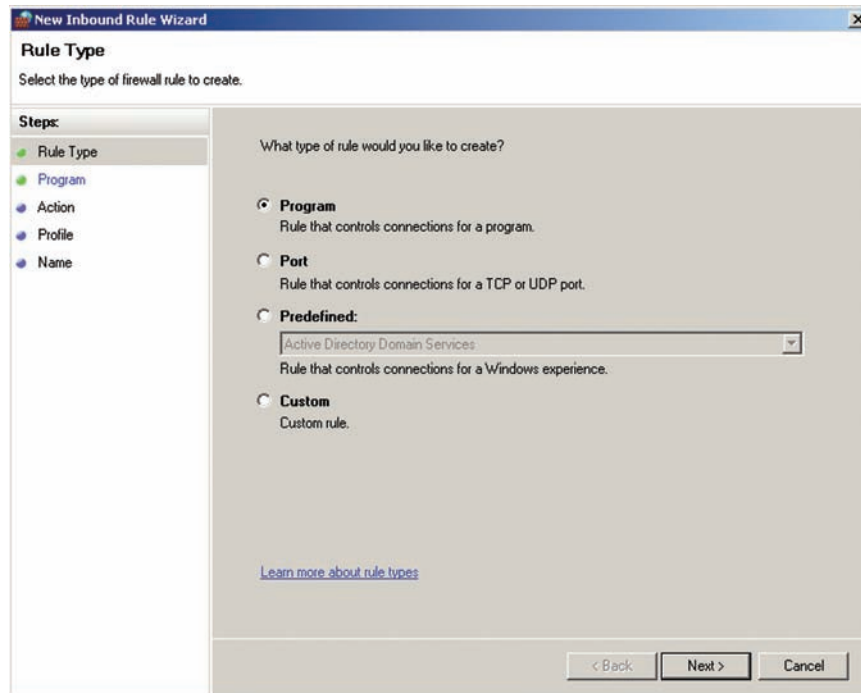 New Inbound Rule Wizard
Rule Type
Select the type of firewall rule to create.
Steps:
Rule Type
Program
Action
Profile
Name
What type of rule would you like to create?
Program
Rule that controls connections for a program.
Port
Rule that controls connections for a TCP or UDP port.
Predefined:
Active Directory Domain Services
Rule that controls connections for a Windows experience.
Custom
Custom rule.
Learn more about rule types
< Back
Next >
Cancel